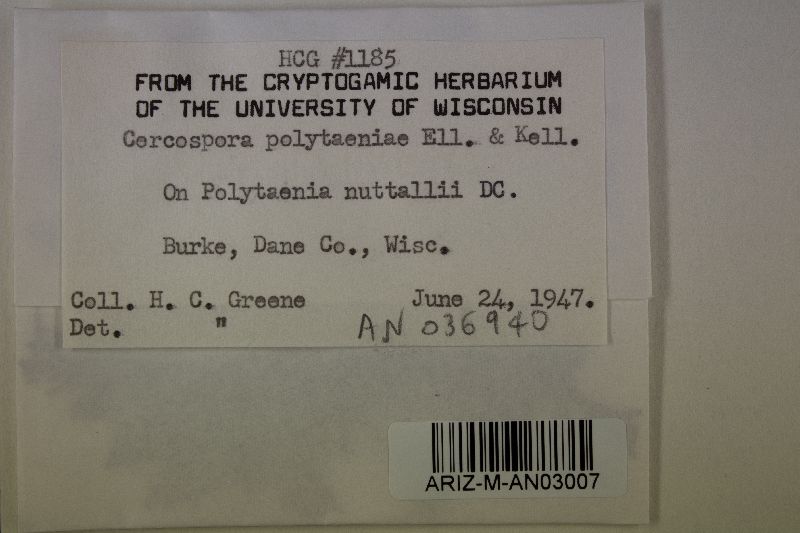 HCG #1185
FROM THE CRYPTOGAMIC HERBARIUM
OF THE UNIVERSITY OF WISCONSIN
Cercospora polytaeniae Ell. & Kell.
On Polytaenia nuttallii DC.
Burke, Dane Co., Wisc.
Coll. H. C. Greene June 24, 1947.
Det. "
AN 036940
ARIZ-M-AN03007